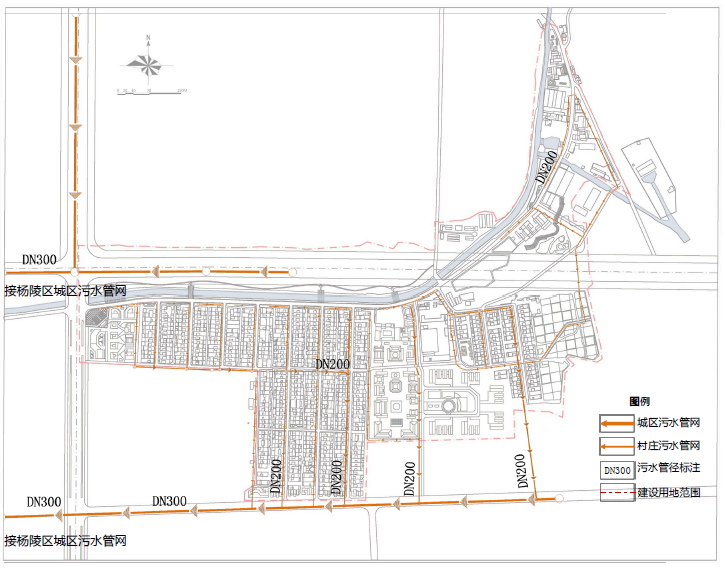 N
DN200
DN300
接杨陵区城区污水管网
DN200
图例
城区污水管网
村庄污水管网
DN300 污水管径标注
建设用地范围
DN200
DN200
DN200
DN200
DN300
DN300
接杨陵区城区污水管网